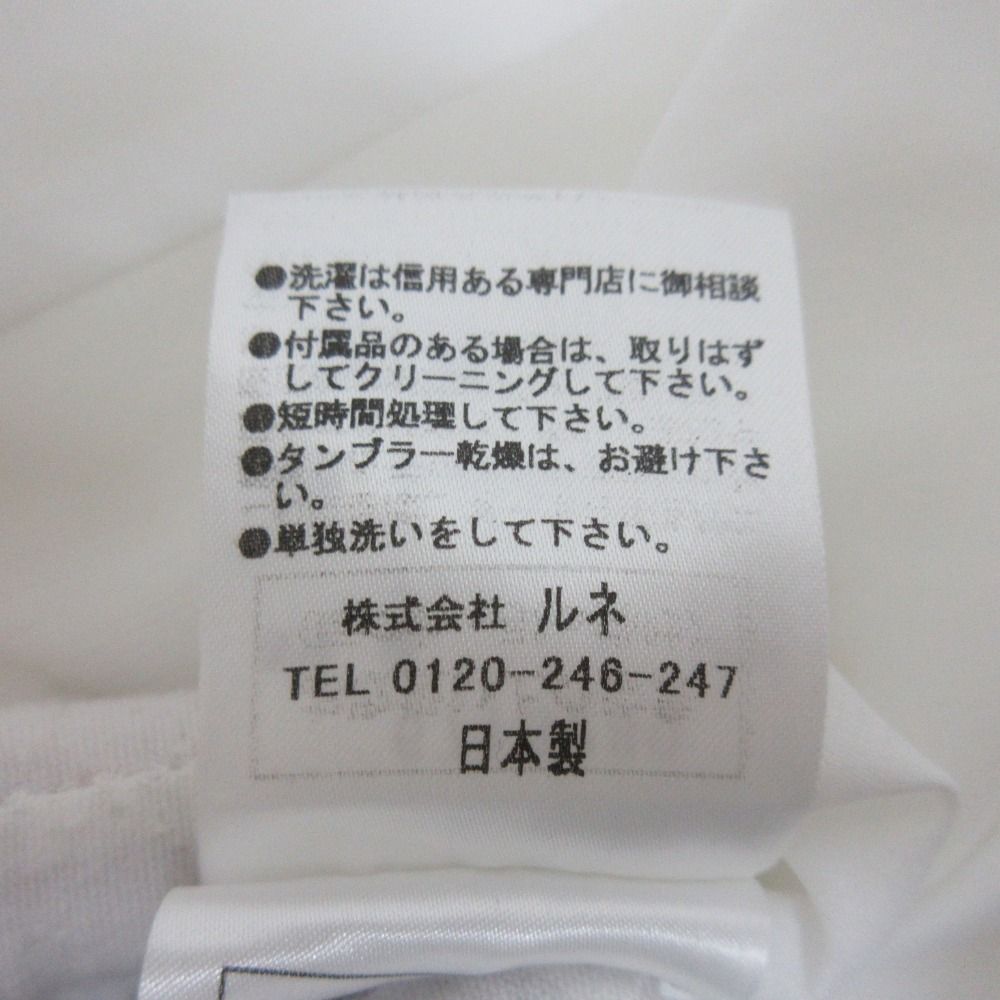 ●洗濯は信用ある専門店に御相談
下さい。
●付属品のある場合は、取りはず
してクリーニングして下さい。
●短時間処理して下さい。
●タンブラー乾燥は、お避け下さ
い。
●単独洗いをして下さい。
株式会社 ルネ
TEL 0120-246-247
日本製